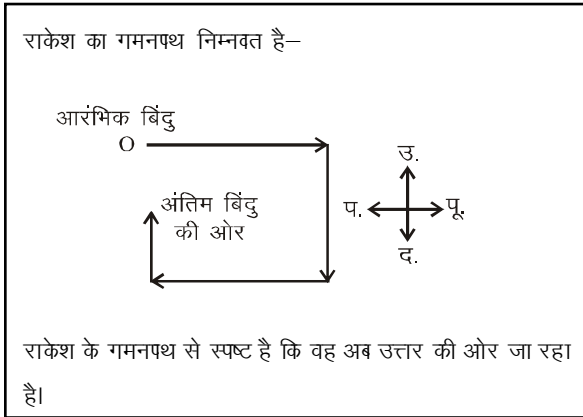 राकेश का गमनपथ निम्नवत है–
आरंभिक बिंदु
O
उ.
अंतिम बिंदु
की ओर
प.
पू.
द.
राकेश के गमनपथ से स्पष्ट है कि वह अब उत्तर की ओर जा रहा
है।